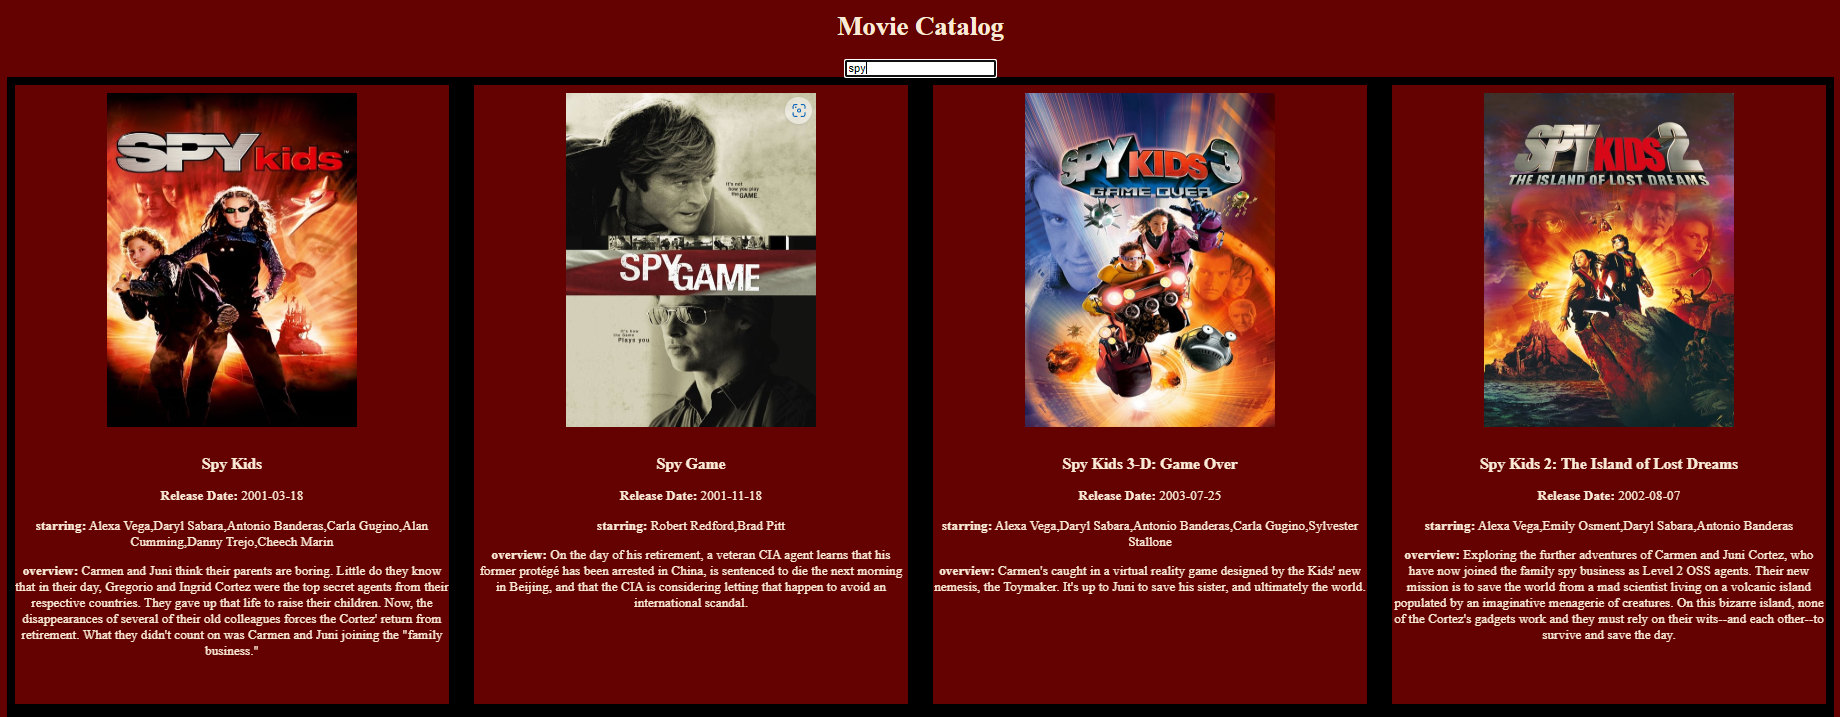 Movie Catalog
spy
SPY kids™
Spy Kids
Release Date: 2001-03-18
starring: Alexa Vega,Daryl Sabara,Antonio Banderas,Carla Gugino,Alan
Cumming,Danny Trejo,Cheech Marin
overview: Carmen and Juni think their parents are boring. Little do they know
that in their day, Gregorio and Ingrid Cortez were the top secret agents from their
respective countries. They gave up that life to raise their children. Now, the
disappearances of several of their old colleagues forces the Cortez' return from
retirement. What they didn't count on was Carmen and Juni joining the "family
business."
It's not
how you play
the GAME.
SPY GAME
It's how
the Game
Plays you
Spy Game
Release Date: 2001-11-18
starring: Robert Redford,Brad Pitt
overview: On the day of his retirement, a veteran CIA agent learns that his
former protégé has been arrested in China, is sentenced to die the next morning
in Beijing, and that the CIA is considering letting that happen to avoid an
international scandal.
SPY KIDS 3
GAME OVER
Spy Kids 3-D: Game Over
Release Date: 2003-07-25
starring: Alexa Vega,Daryl Sabara,Antonio Banderas,Carla Gugino,Sylvester
Stallone
overview: Carmen's caught in a virtual reality game designed by the Kids' new
nemesis, the Toymaker. It's up to Juni to save his sister, and ultimately the world.
SPY KIDS 2
THE ISLAND OF LOST DREAMS
Spy Kids 2: The Island of Lost Dreams
Release Date: 2002-08-07
starring: Alexa Vega,Emily Osment,Daryl Sabara,Antonio Banderas
overview: Exploring the further adventures of Carmen and Juni Cortez, who
have now joined the family spy business as Level 2 OSS agents. Their new
mission is to save the world from a mad scientist living on a volcanic island
populated by an imaginative menagerie of creatures. On this bizarre island, none
of the Cortez's gadgets work and they must rely on their wits--and each other--to
survive and save the day.